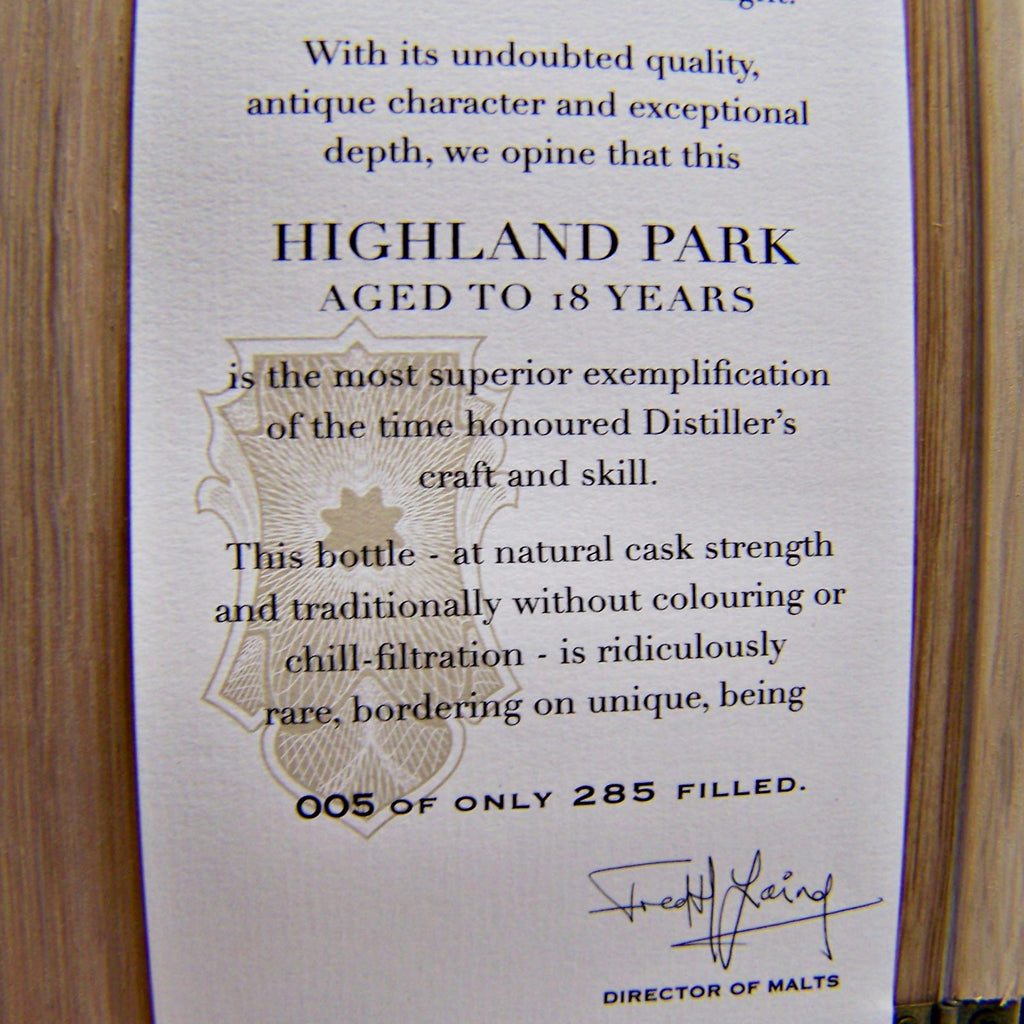 With its undoubted quality,
antique character and exceptional
depth, we opine that this
HIGHLAND PARK
AGED TO 18 YEARS
is the most superior exemplification
of the time honoured Distiller's
craft and skill.
This bottle - at natural cask strength
and traditionally without colouring or
chill-filtration - is ridiculously
rare, bordering on unique, being
005 OF ONLY 285 FILLED.
Fred H Laing
DIRECTOR OF MALTS